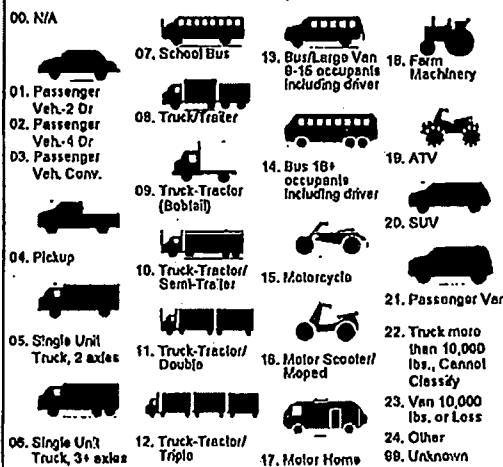 00. N/A
01. Passenger
Veh.-2 Dr
02. Passenger
Veh.-4 Dr
03. Passenger
Veh. Conv.
04. Pickup
05. Single Unit
Truck, 2 axles
06. Single Unit
Truck, 3+ axles
07. School Bus
08. Truck/Trailer
09. Truck-Tractor
(Bobtail)
10. Truck-Tractor/
Semi-Trailer
11. Truck-Tractor/
Double
12. Truck-Tractor/
Triple
13. Bus/Large Van
9-15 occupants
including driver
14. Bus 16+
occupants
including driver
15. Motorcycle
16. Motor Scooter/
Moped
17. Motor Home
18. Farm
Machinery
19. ATV
20. SUV
21. Passenger Van
22. Truck more
than 10,000
lbs., Cannot
Classify
23. Van 10,000
lbs. or Less
24. Other
99. Unknown